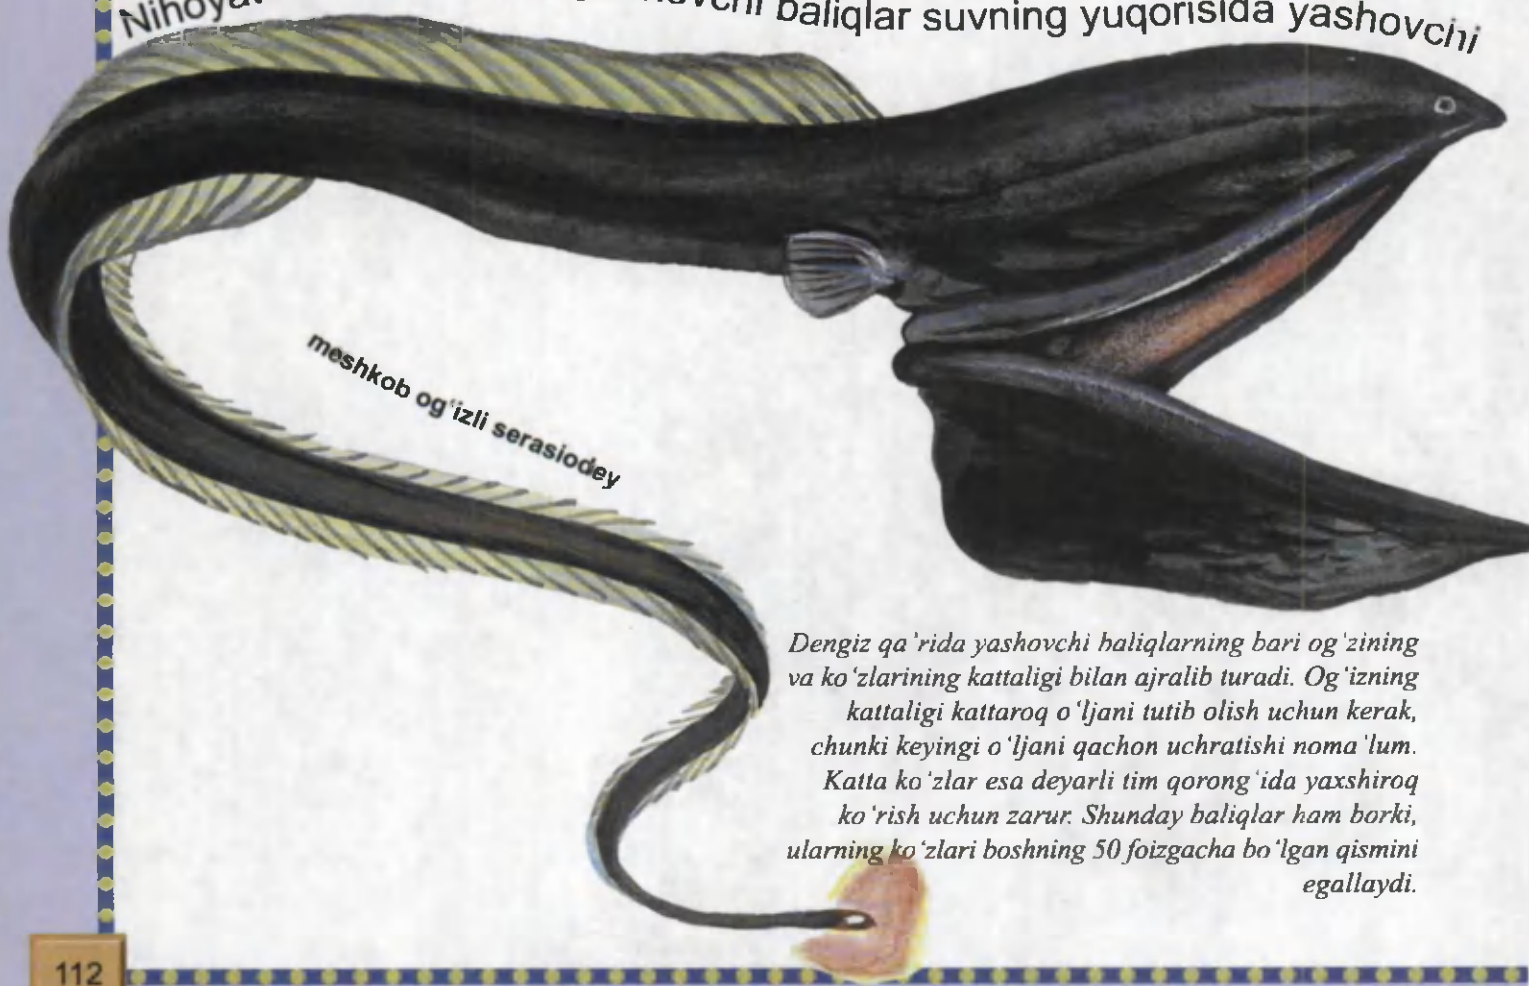 baliqlar suvning yuqorisida yashovchi
meshkob og‘izli serasiodey
Dengiz qa’rida yashovchi baliqlarning bari og‘zining
va ko‘zlarining kattaligi bilan ajralib turadi. Og‘izning
kattaligi kattaroq o‘ljani tutib olish uchun kerak,
chunki keyingi o‘ljani qachon uchratishi noma’lum.
Katta ko‘zlar esa deyarli tim qorong‘ida yaxshiroq
ko‘rish uchun zarur. Shunday baliqlar ham borki,
ularning ko‘zlari boshning 50 foizgacha bo‘lgan qismini
egallaydi.
112